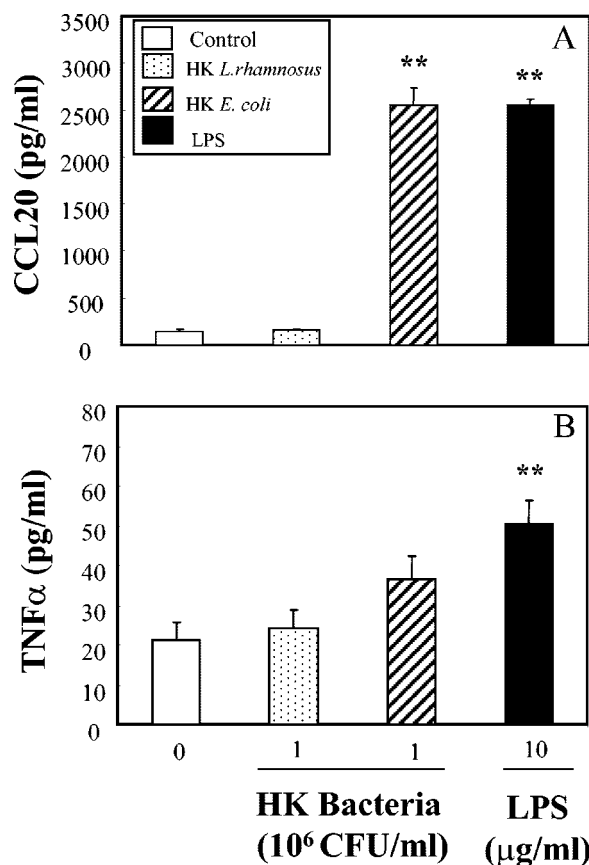 A
Control
HK L.rhamnosus
HK E. coli
LPS
3500
3000
2500
2000
1500
1000
500
0
CCL20 (pg/ml)
**
**
B
80
70
60
50
40
30
20
10
0
TNFα (pg/ml)
**
0 1 1 10
HK Bacteria LPS
(10⁶ CFU/ml) (μg/ml)